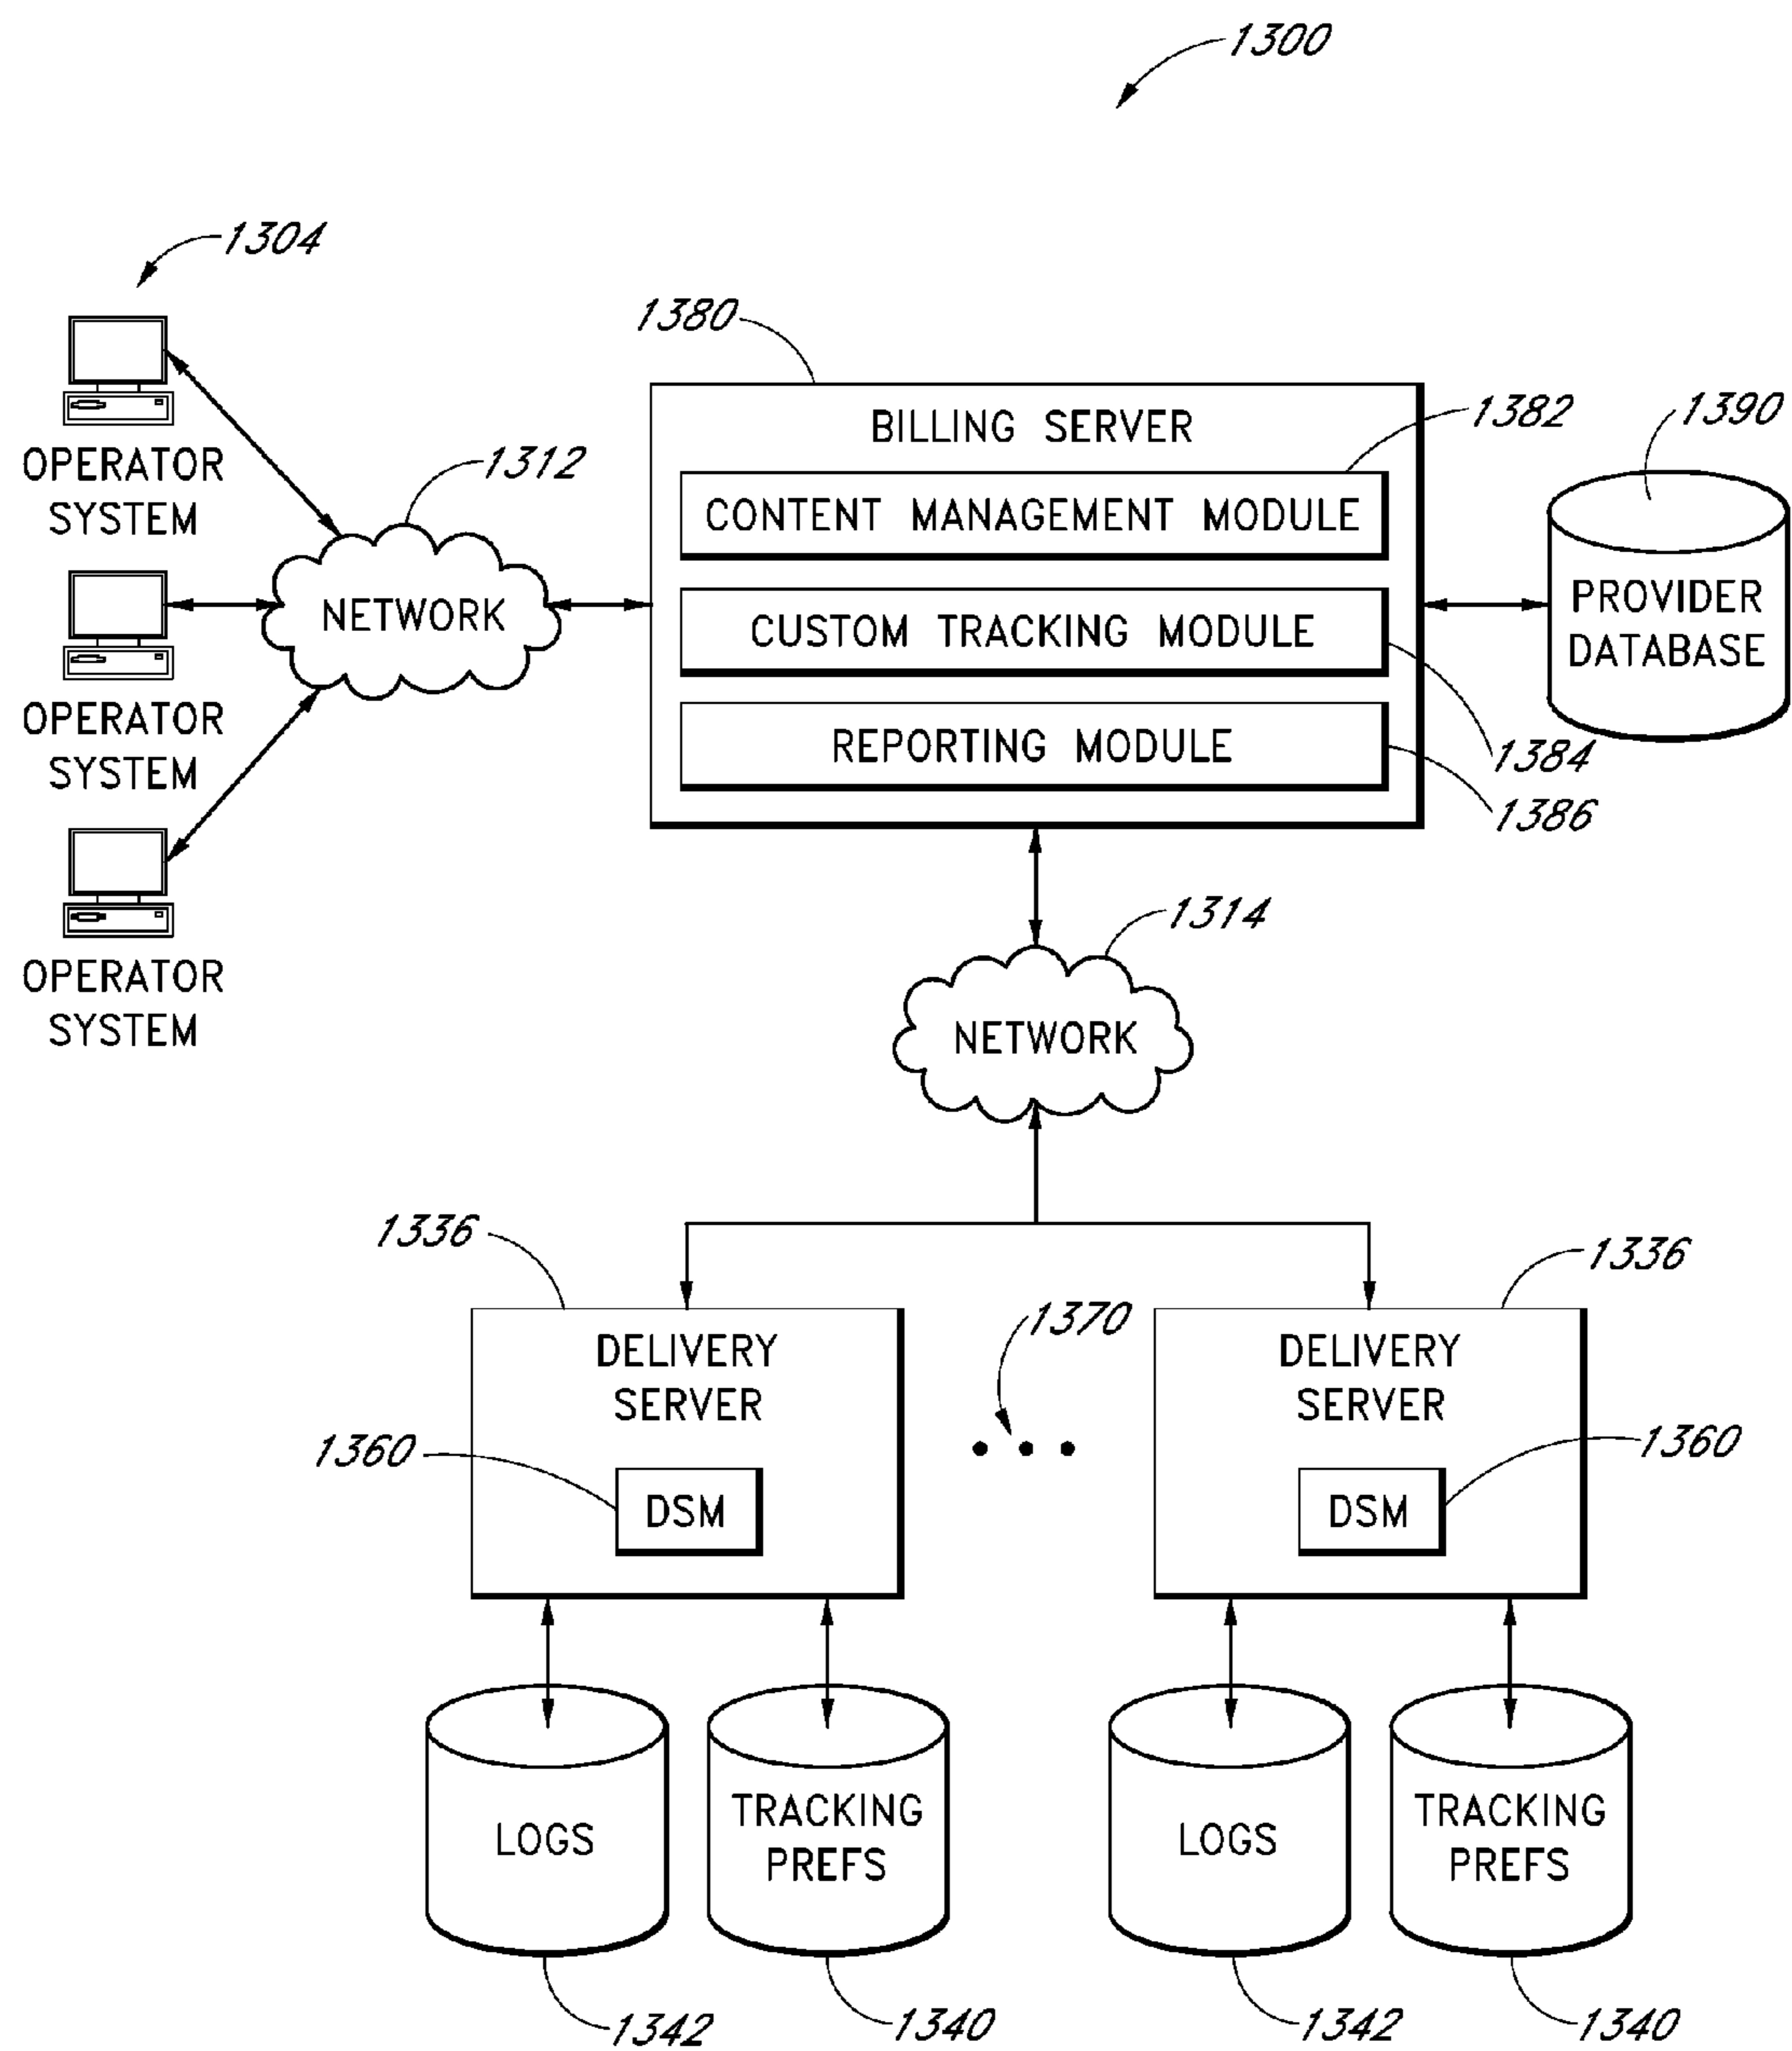 1300
1304
1380
1382
1390
BILLING SERVER
OPERATOR
SYSTEM
1312
CONTENT MANAGEMENT MODULE
NETWORK
CUSTOM TRACKING MODULE
PROVIDER
DATABASE
OPERATOR
SYSTEM
REPORTING MODULE
1384
1386
OPERATOR
SYSTEM
1314
NETWORK
1336
1336
DELIVERY
SERVER
1370
DELIVERY
SERVER
1360
DSM
DSM
1360
LOGS
TRACKING
PREFS
LOGS
TRACKING
PREFS
1342
1340
1342
1340